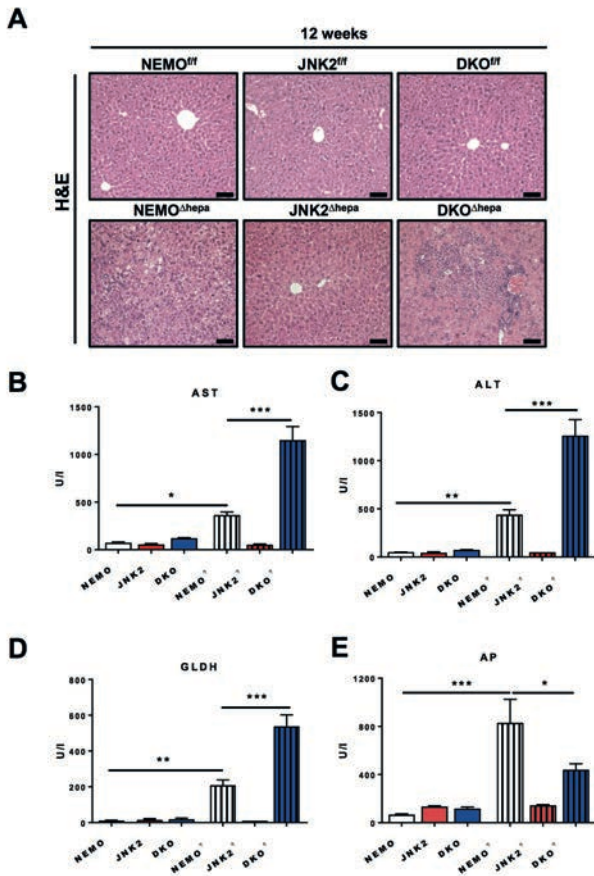 A
12 weeks
NEMOf/f JNK2f/f DKOf/f
H&E
NEMOΔhepa JNK2Δhepa DKOΔhepa
B
AST
***
*
1500
1000
500
0
U/l
NEMO JNK2 DKO NEMO JNK2 DKO
C
ALT
***
**
1500
1000
500
0
U/l
NEMO JNK2 DKO NEMO JNK2 DKO
D
GLDH
***
**
800
600
400
200
0
U/l
NEMO JNK2 DKO NEMO JNK2 DKO
E
AP
***
*
1200
800
400
0
U/l
NEMO JNK2 DKO NEMO JNK2 DKO